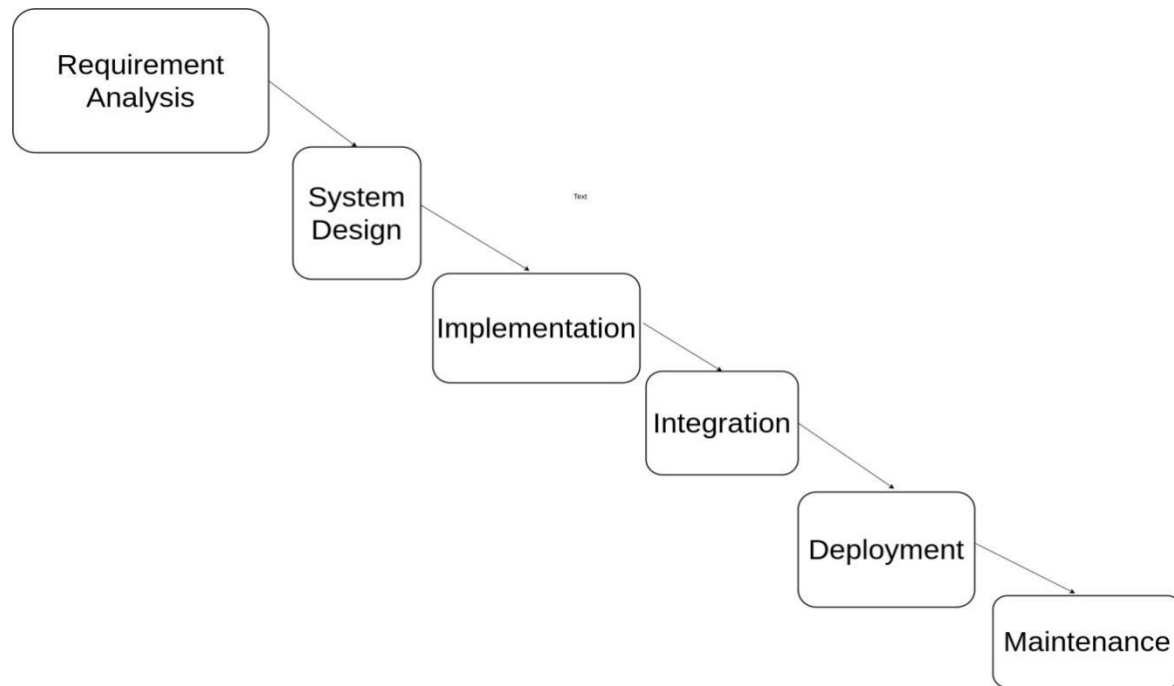 Requirement
Analysis
System
Design
Text
Implementation
Integration
Deployment
Maintenance